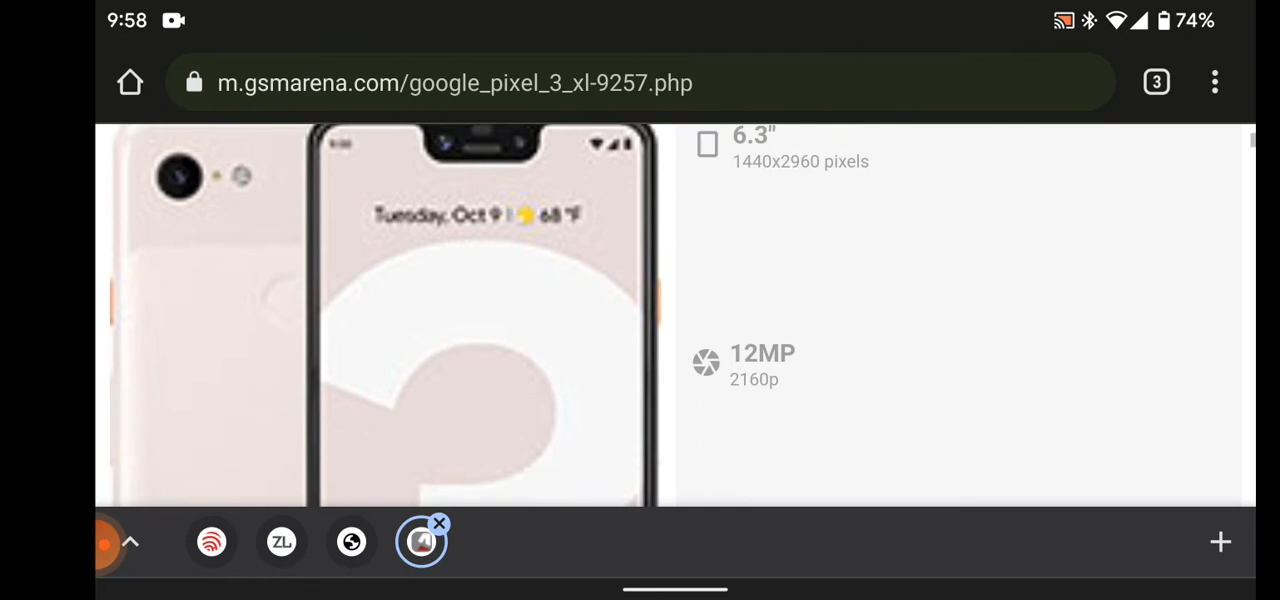 9:58
74%
m.gsmarena.com/google_pixel_3_xl-9257.php
3
6.3"
1440x2960 pixels
Tuesday, Oct 9 | 68 °F
12MP
2160p
ZL